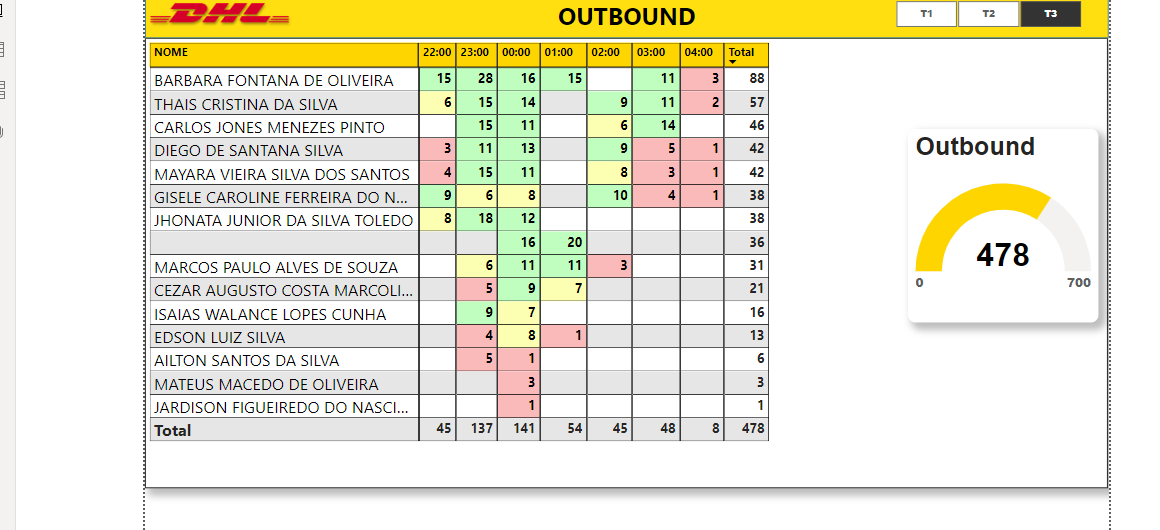 DHL OUTBOUND T1 T2 T3
NOME 22:00 23:00 00:00 01:00 02:00 03:00 04:00 Total
BARBARA FONTANA DE OLIVEIRA 15 28 16 15 11 3 88
THAIS CRISTINA DA SILVA 6 15 14 9 11 2 57
CARLOS JONES MENEZES PINTO 15 11 6 14 46
DIEGO DE SANTANA SILVA 3 11 13 9 5 1 42
MAYARA VIEIRA SILVA DOS SANTOS 4 15 11 8 3 1 42
GISELE CAROLINE FERREIRA DO N... 9 6 8 10 4 1 38
JHONATA JUNIOR DA SILVA TOLEDO 8 18 12 38
16 20 36
MARCOS PAULO ALVES DE SOUZA 6 11 11 3 31
CEZAR AUGUSTO COSTA MARCOLI... 5 9 7 21
ISAIAS WALANCE LOPES CUNHA 9 7 16
EDSON LUIZ SILVA 4 8 1 13
AILTON SANTOS DA SILVA 5 1 6
MATEUS MACEDO DE OLIVEIRA 3 3
JARDISON FIGUEIREDO DO NASCI... 1 1
Total 45 137 141 54 45 48 8 478
Outbound
478
0 700